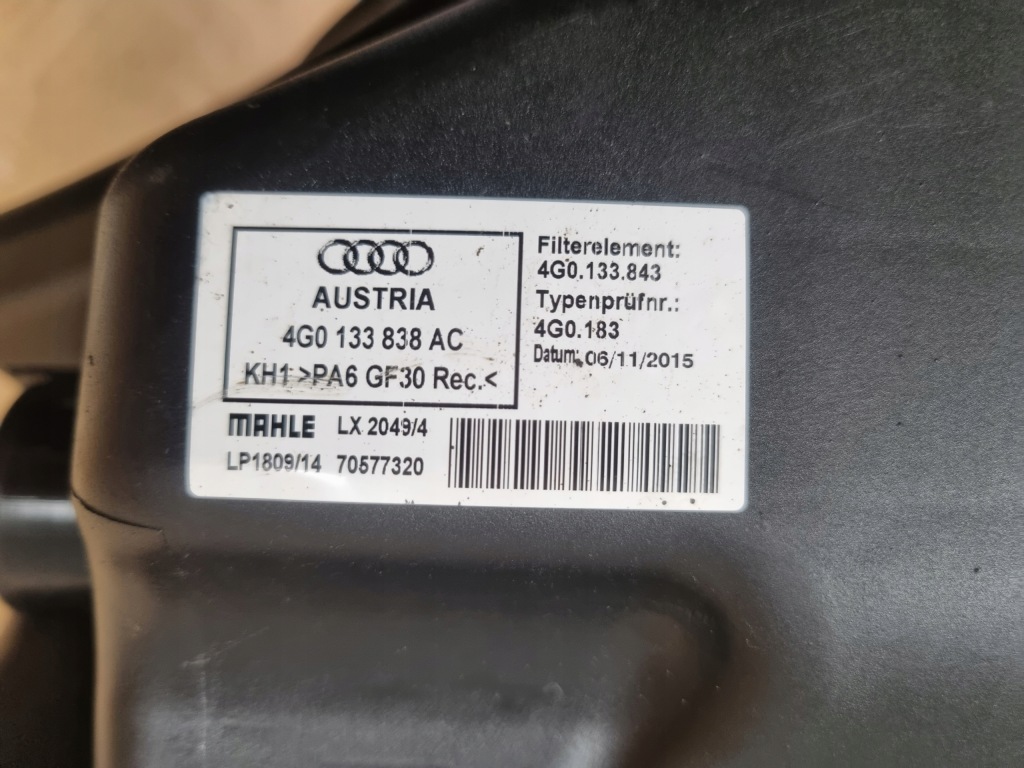 AUSTRIA
4G0 133 838 AC
KH1 >PA6 GF30 Rec.<
MAHLE LX 2049/4
LP1809/14 70577320
Filterelement:
4G0.133.843
Typenprüfnr.:
4G0.183
Datum: 06/11/2015